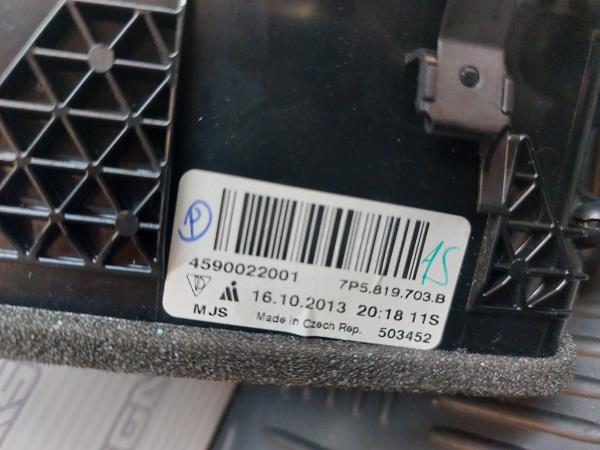 4590022001 7P5.819.703.B
16.10.2013 20:18 11S
MJS Made in Czech Rep. 503452
15